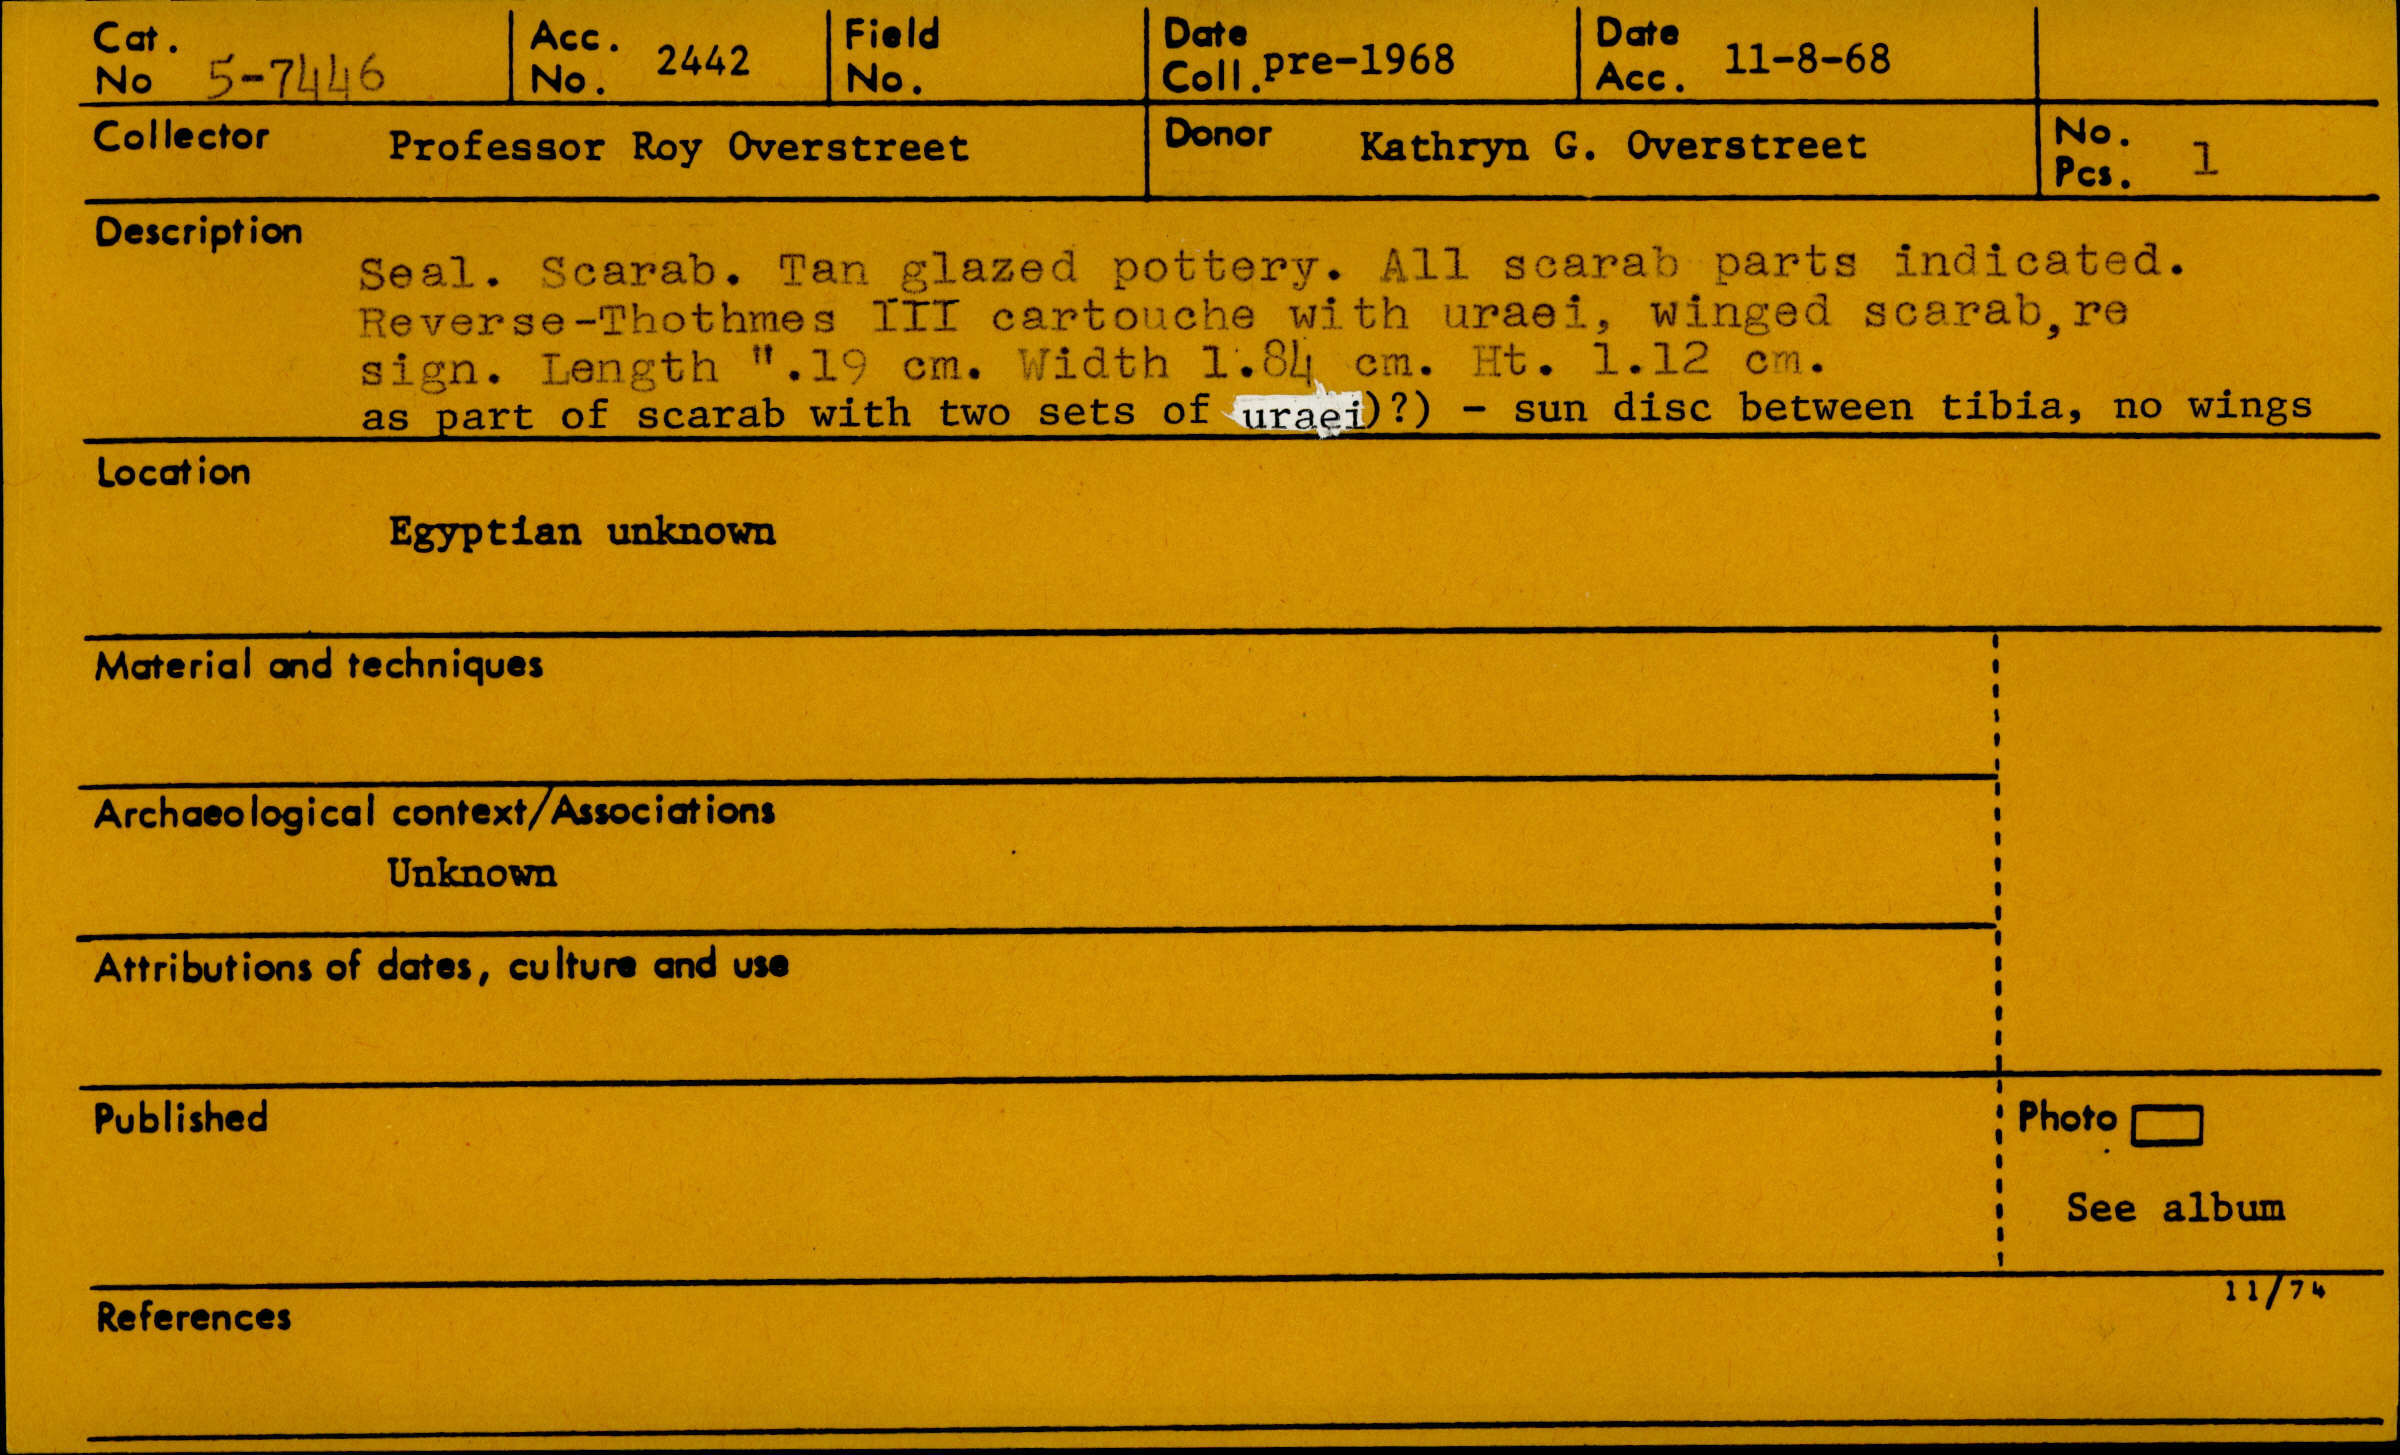 Cat. No 5-7446 Acc. No. 2442 Field No. Date Coll. pre-1968 Date Acc. 11-8-68
Collector Professor Roy Overstreet Donor Kathryn G. Overstreet No. Pcs. 1
Description
Seal. Scarab. Tan glazed pottery. All scarab parts indicated.
Reverse-Thothmes III cartouche with uraei, winged scarab,re
sign. Length ".19 cm. Width 1.84 cm. Ht. 1.12 cm.
as part of scarab with two sets of uraei)?) - sun disc between tibia, no wings
Location
Egyptian unknown
Material and techniques
Archaeological context/Associations
Unknown
Attributions of dates, culture and use
Published
Photo
See album
11/74
References